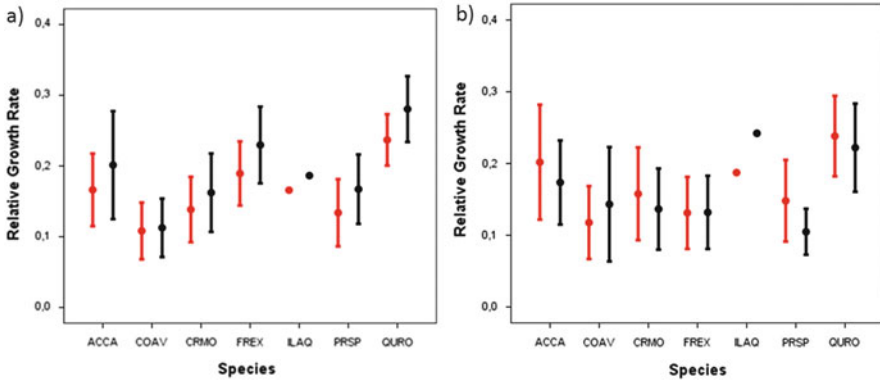 a)
Relative Growth Rate
0,4
0,3
0,2
0,1
0,0
ACCA COAV CRMO FREX ILAQ PRSP QURO
Species
b)
Relative Growth Rate
0,4
0,3
0,2
0,1
0,0
ACCA COAV CRMO FREX ILAQ PRSP QURO
Species